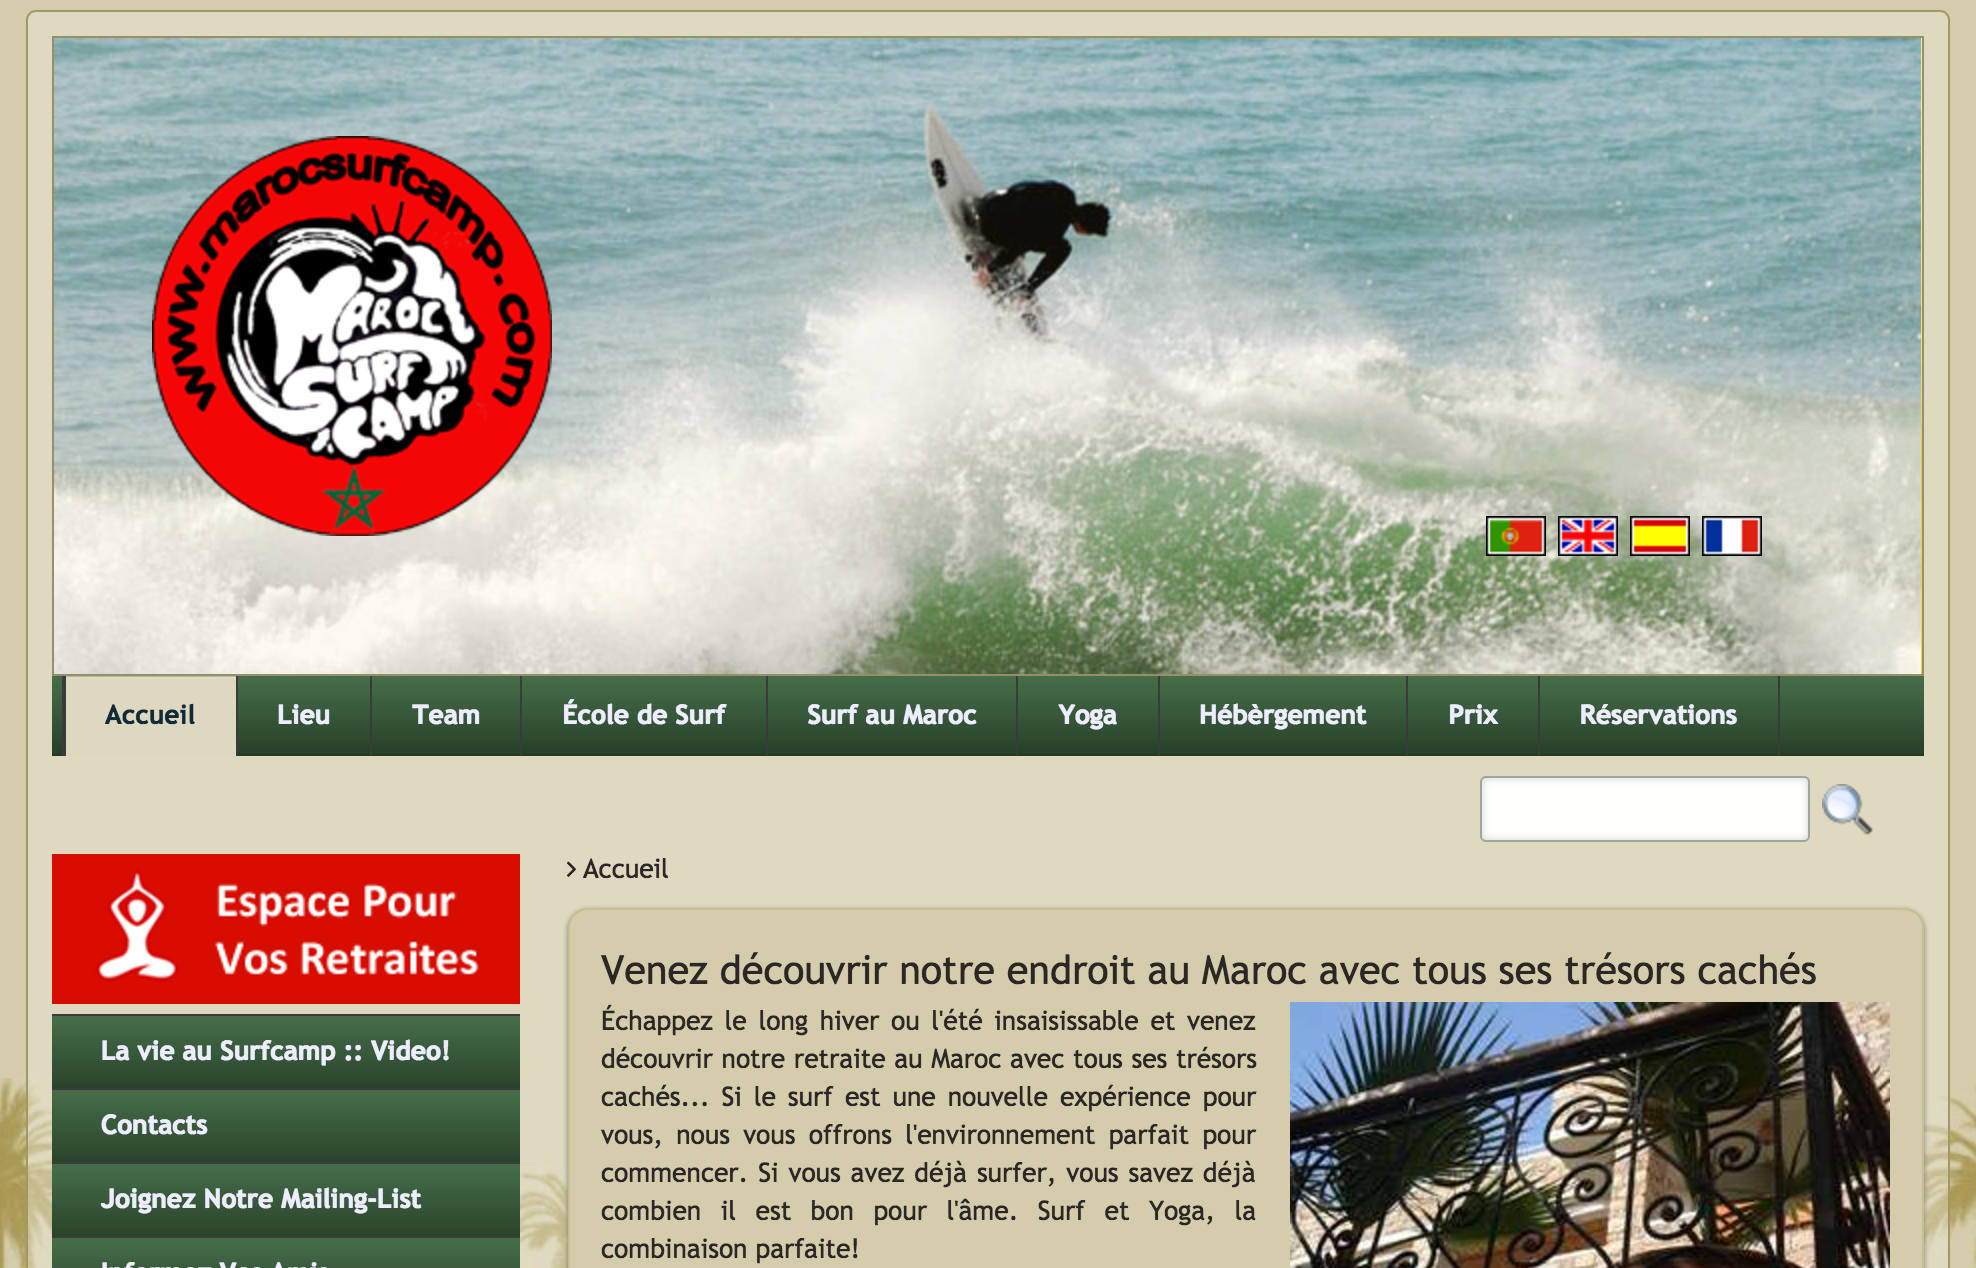 www.marocsurfcamp.com
MAROC
SURF
CAMP
Accueil
Lieu
Team
École de Surf
Surf au Maroc
Yoga
Hébèrgement
Prix
Réservations
Espace Pour
Vos Retraites
La vie au Surfcamp :: Video!
Contacts
Joignez Notre Mailing-List
Informez Vos Amis
> Accueil
Venez découvrir notre endroit au Maroc avec tous ses trésors cachés
Échappez le long hiver ou l'été insaisissable et venez
découvrir notre retraite au Maroc avec tous ses trésors
cachés... Si le surf est une nouvelle expérience pour
vous, nous vous offrons l'environnement parfait pour
commencer. Si vous avez déjà surfer, vous savez déjà
combien il est bon pour l'âme. Surf et Yoga, la
combinaison parfaite!